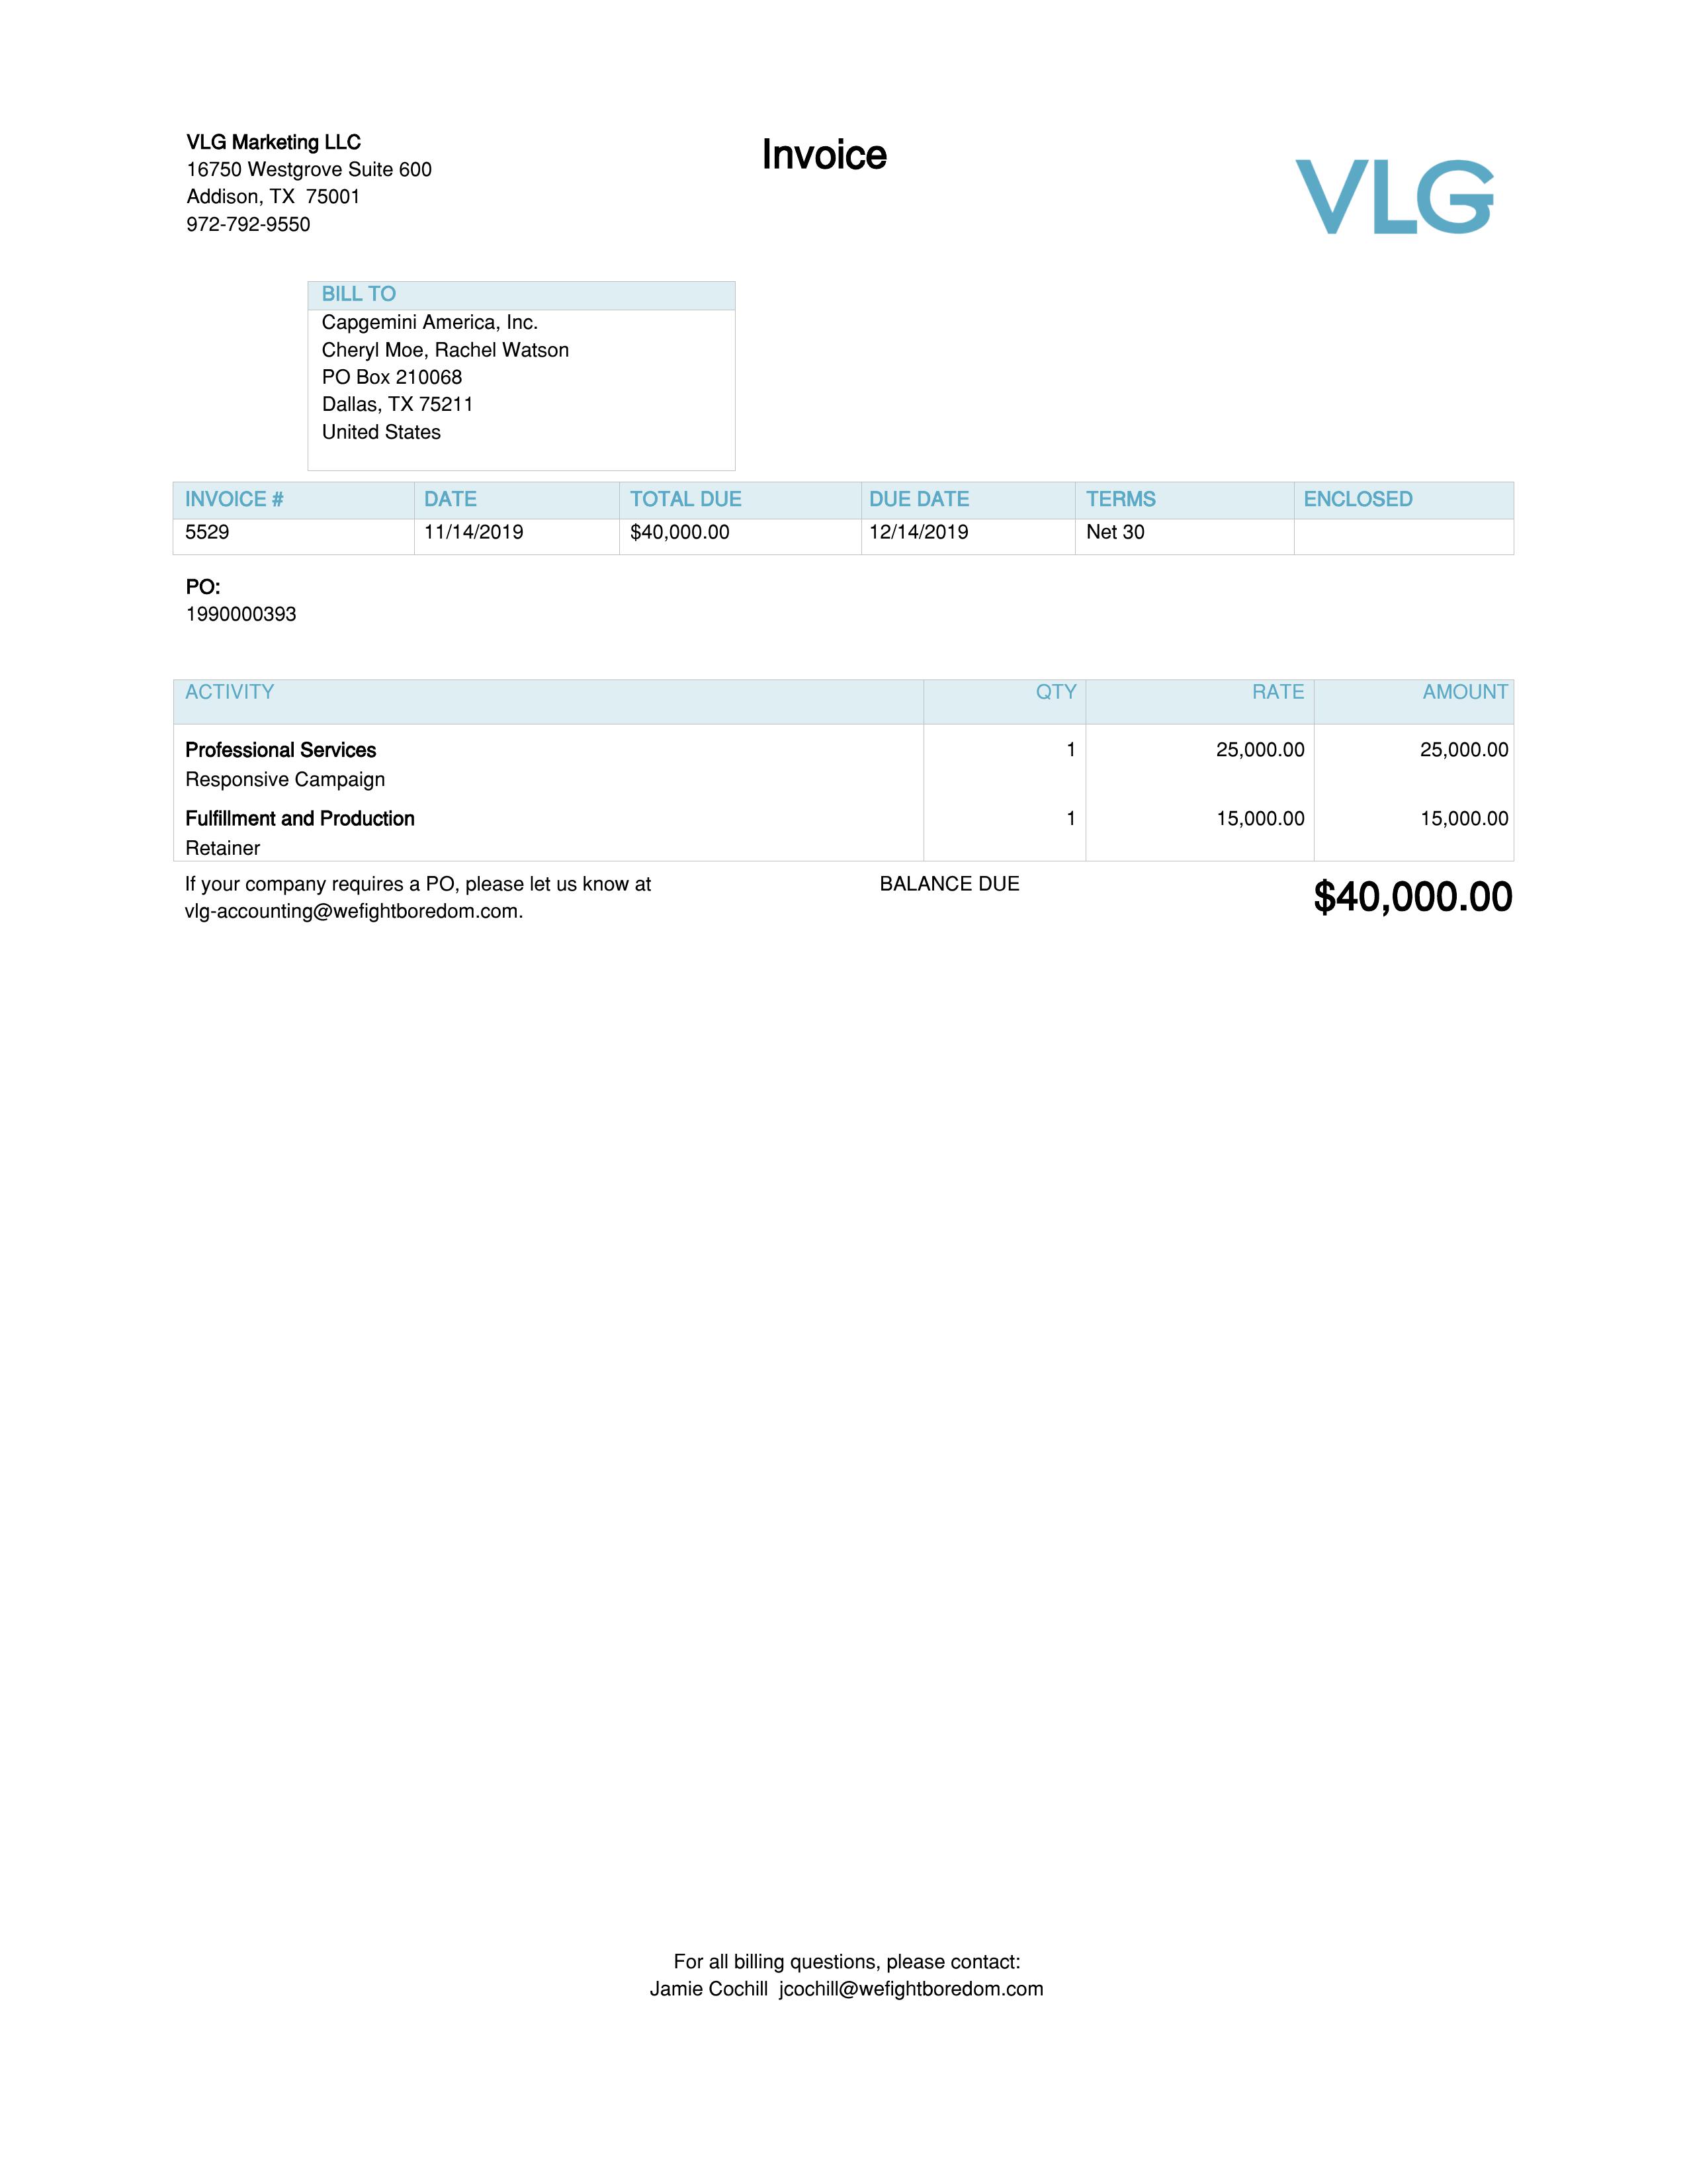 VLG Marketing LLC
16750 Westgrove Suite 600
Addison, TX  75001
972-792-9550
Invoice
VLG
BILL TO
Capgemini America, Inc.
Cheryl Moe, Rachel Watson
PO Box 210068
Dallas, TX 75211
United States
INVOICE # DATE TOTAL DUE DUE DATE TERMS ENCLOSED
5529 11/14/2019 $40,000.00 12/14/2019 Net 30
PO:
1990000393
ACTIVITY QTY RATE AMOUNT
Professional Services 1 25,000.00 25,000.00
Responsive Campaign
Fulfillment and Production 1 15,000.00 15,000.00
Retainer
If your company requires a PO, please let us know at
vlg-accounting@wefightboredom.com.
BALANCE DUE $40,000.00
For all billing questions, please contact:
Jamie Cochill  jcochill@wefightboredom.com